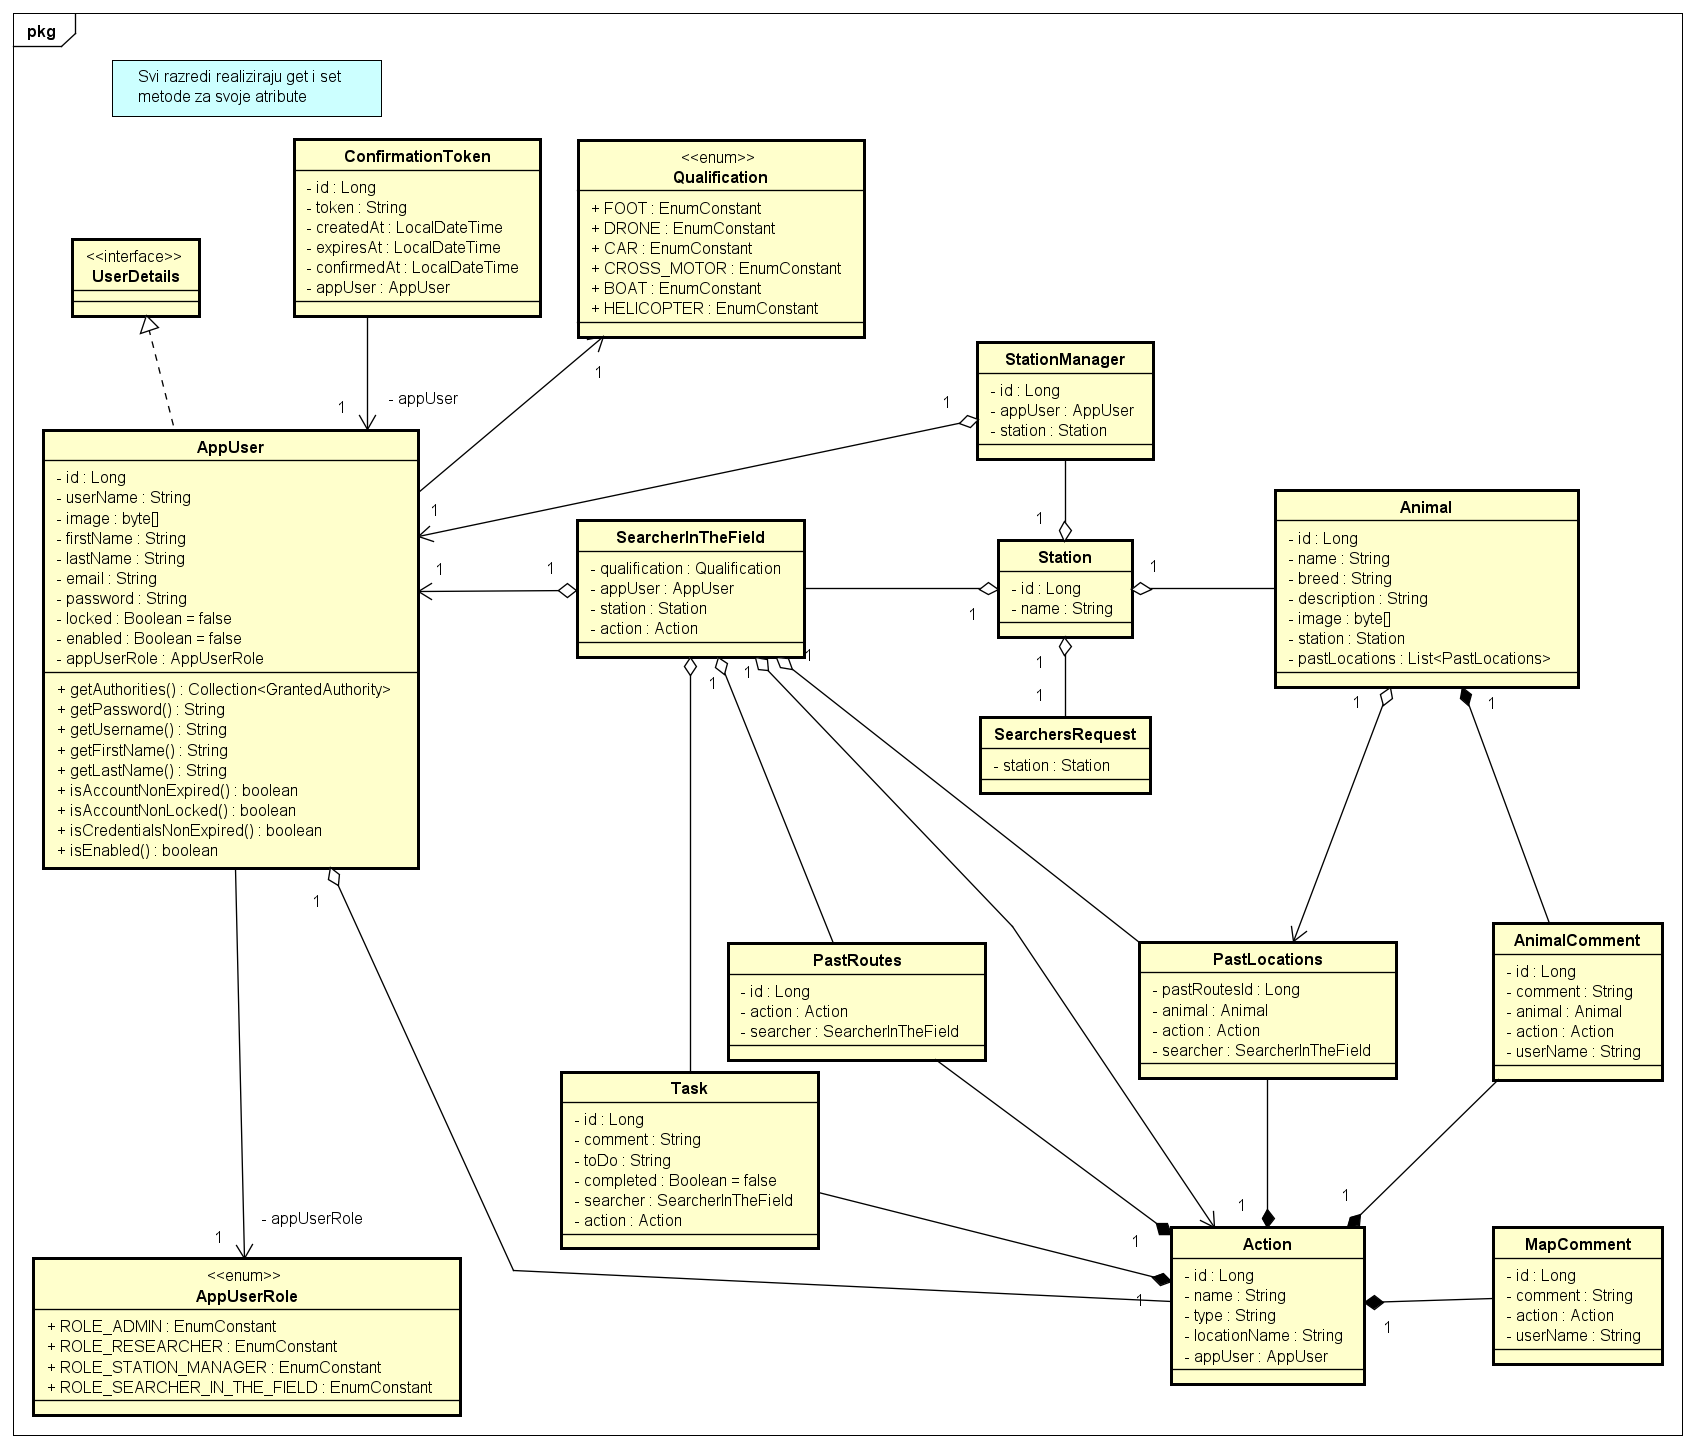 pkg
Svi razredi realiziraju get i set
metode za svoje atribute
ConfirmationToken
- id : Long
- token : String
- createdAt : LocalDateTime
- expiresAt : LocalDateTime
- confirmedAt : LocalDateTime
- appUser : AppUser
<<enum>>
Qualification
+ FOOT : EnumConstant
+ DRONE : EnumConstant
+ CAR : EnumConstant
+ CROSS_MOTOR : EnumConstant
+ BOAT : EnumConstant
+ HELICOPTER : EnumConstant
<<interface>>
UserDetails
1
- appUser
1
StationManager
- id : Long
- appUser : AppUser
- station : Station
1
1
AppUser
- id : Long
- userName : String
- image : byte[]
- firstName : String
- lastName : String
- email : String
- password : String
- locked : Boolean = false
- enabled : Boolean = false
- appUserRole : AppUserRole
+ getAuthorities() : Collection<GrantedAuthority>
+ getPassword() : String
+ getUsername() : String
+ getFirstName() : String
+ getLastName() : String
+ isAccountNonExpired() : boolean
+ isAccountNonLocked() : boolean
+ isCredentialsNonExpired() : boolean
+ isEnabled() : boolean
1
1
SearcherInTheField
- qualification : Qualification
- appUser : AppUser
- station : Station
- action : Action
1
1
1
1
1
1
Station
- id : Long
- name : String
1
1
1
SearchersRequest
- station : Station
Animal
- id : Long
- name : String
- breed : String
- description : String
- image : byte[]
- station : Station
- pastLocations : List<PastLocations>
1
1
1
PastRoutes
- id : Long
- action : Action
- searcher : SearcherInTheField
PastLocations
- pastRoutesId : Long
- animal : Animal
- action : Action
- searcher : SearcherInTheField
AnimalComment
- id : Long
- comment : String
- animal : Animal
- action : Action
- userName : String
Task
- id : Long
- comment : String
- toDo : String
- completed : Boolean = false
- searcher : SearcherInTheField
- action : Action
1
- appUserRole
<<enum>>
AppUserRole
+ ROLE_ADMIN : EnumConstant
+ ROLE_RESEARCHER : EnumConstant
+ ROLE_STATION_MANAGER : EnumConstant
+ ROLE_SEARCHER_IN_THE_FIELD : EnumConstant
1
1
1
1
1
Action
- id : Long
- name : String
- type : String
- locationName : String
- appUser : AppUser
MapComment
- id : Long
- comment : String
- action : Action
- userName : String